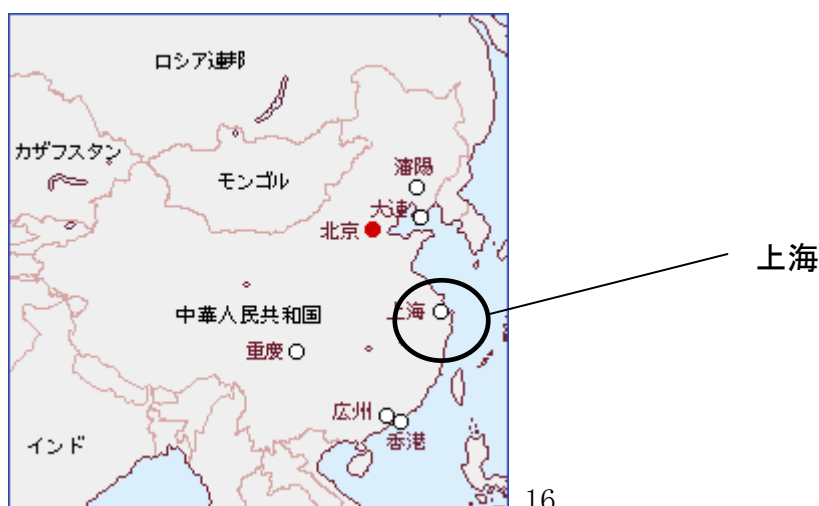 ロシア連邦
カザフスタン
モンゴル
瀋陽
大連
北京
上海
上海
中華人民共和国
重慶
広州
香港
インド
16